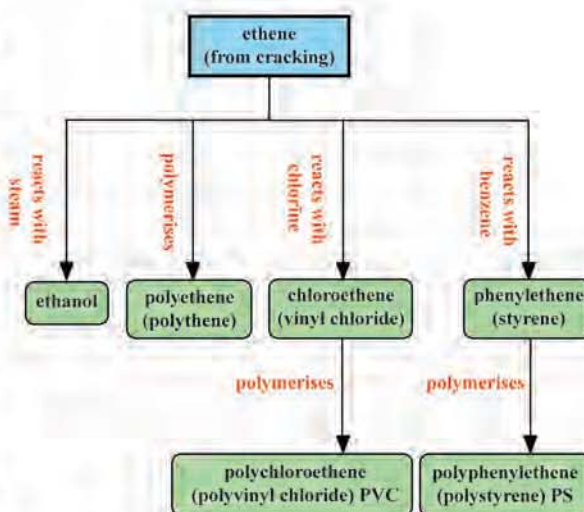 ethene
(from cracking)
reacts with
steam
polymerises
reacts with
chlorine
reacts with
benzene
ethanol
polyethene
(polythene)
chloroethene
(vinyl chloride)
phenylethene
(styrene)
polymerises
polymerises
polychloroethene
(polyvinyl chloride) PVC
polyphenylethene
(polystyrene) PS